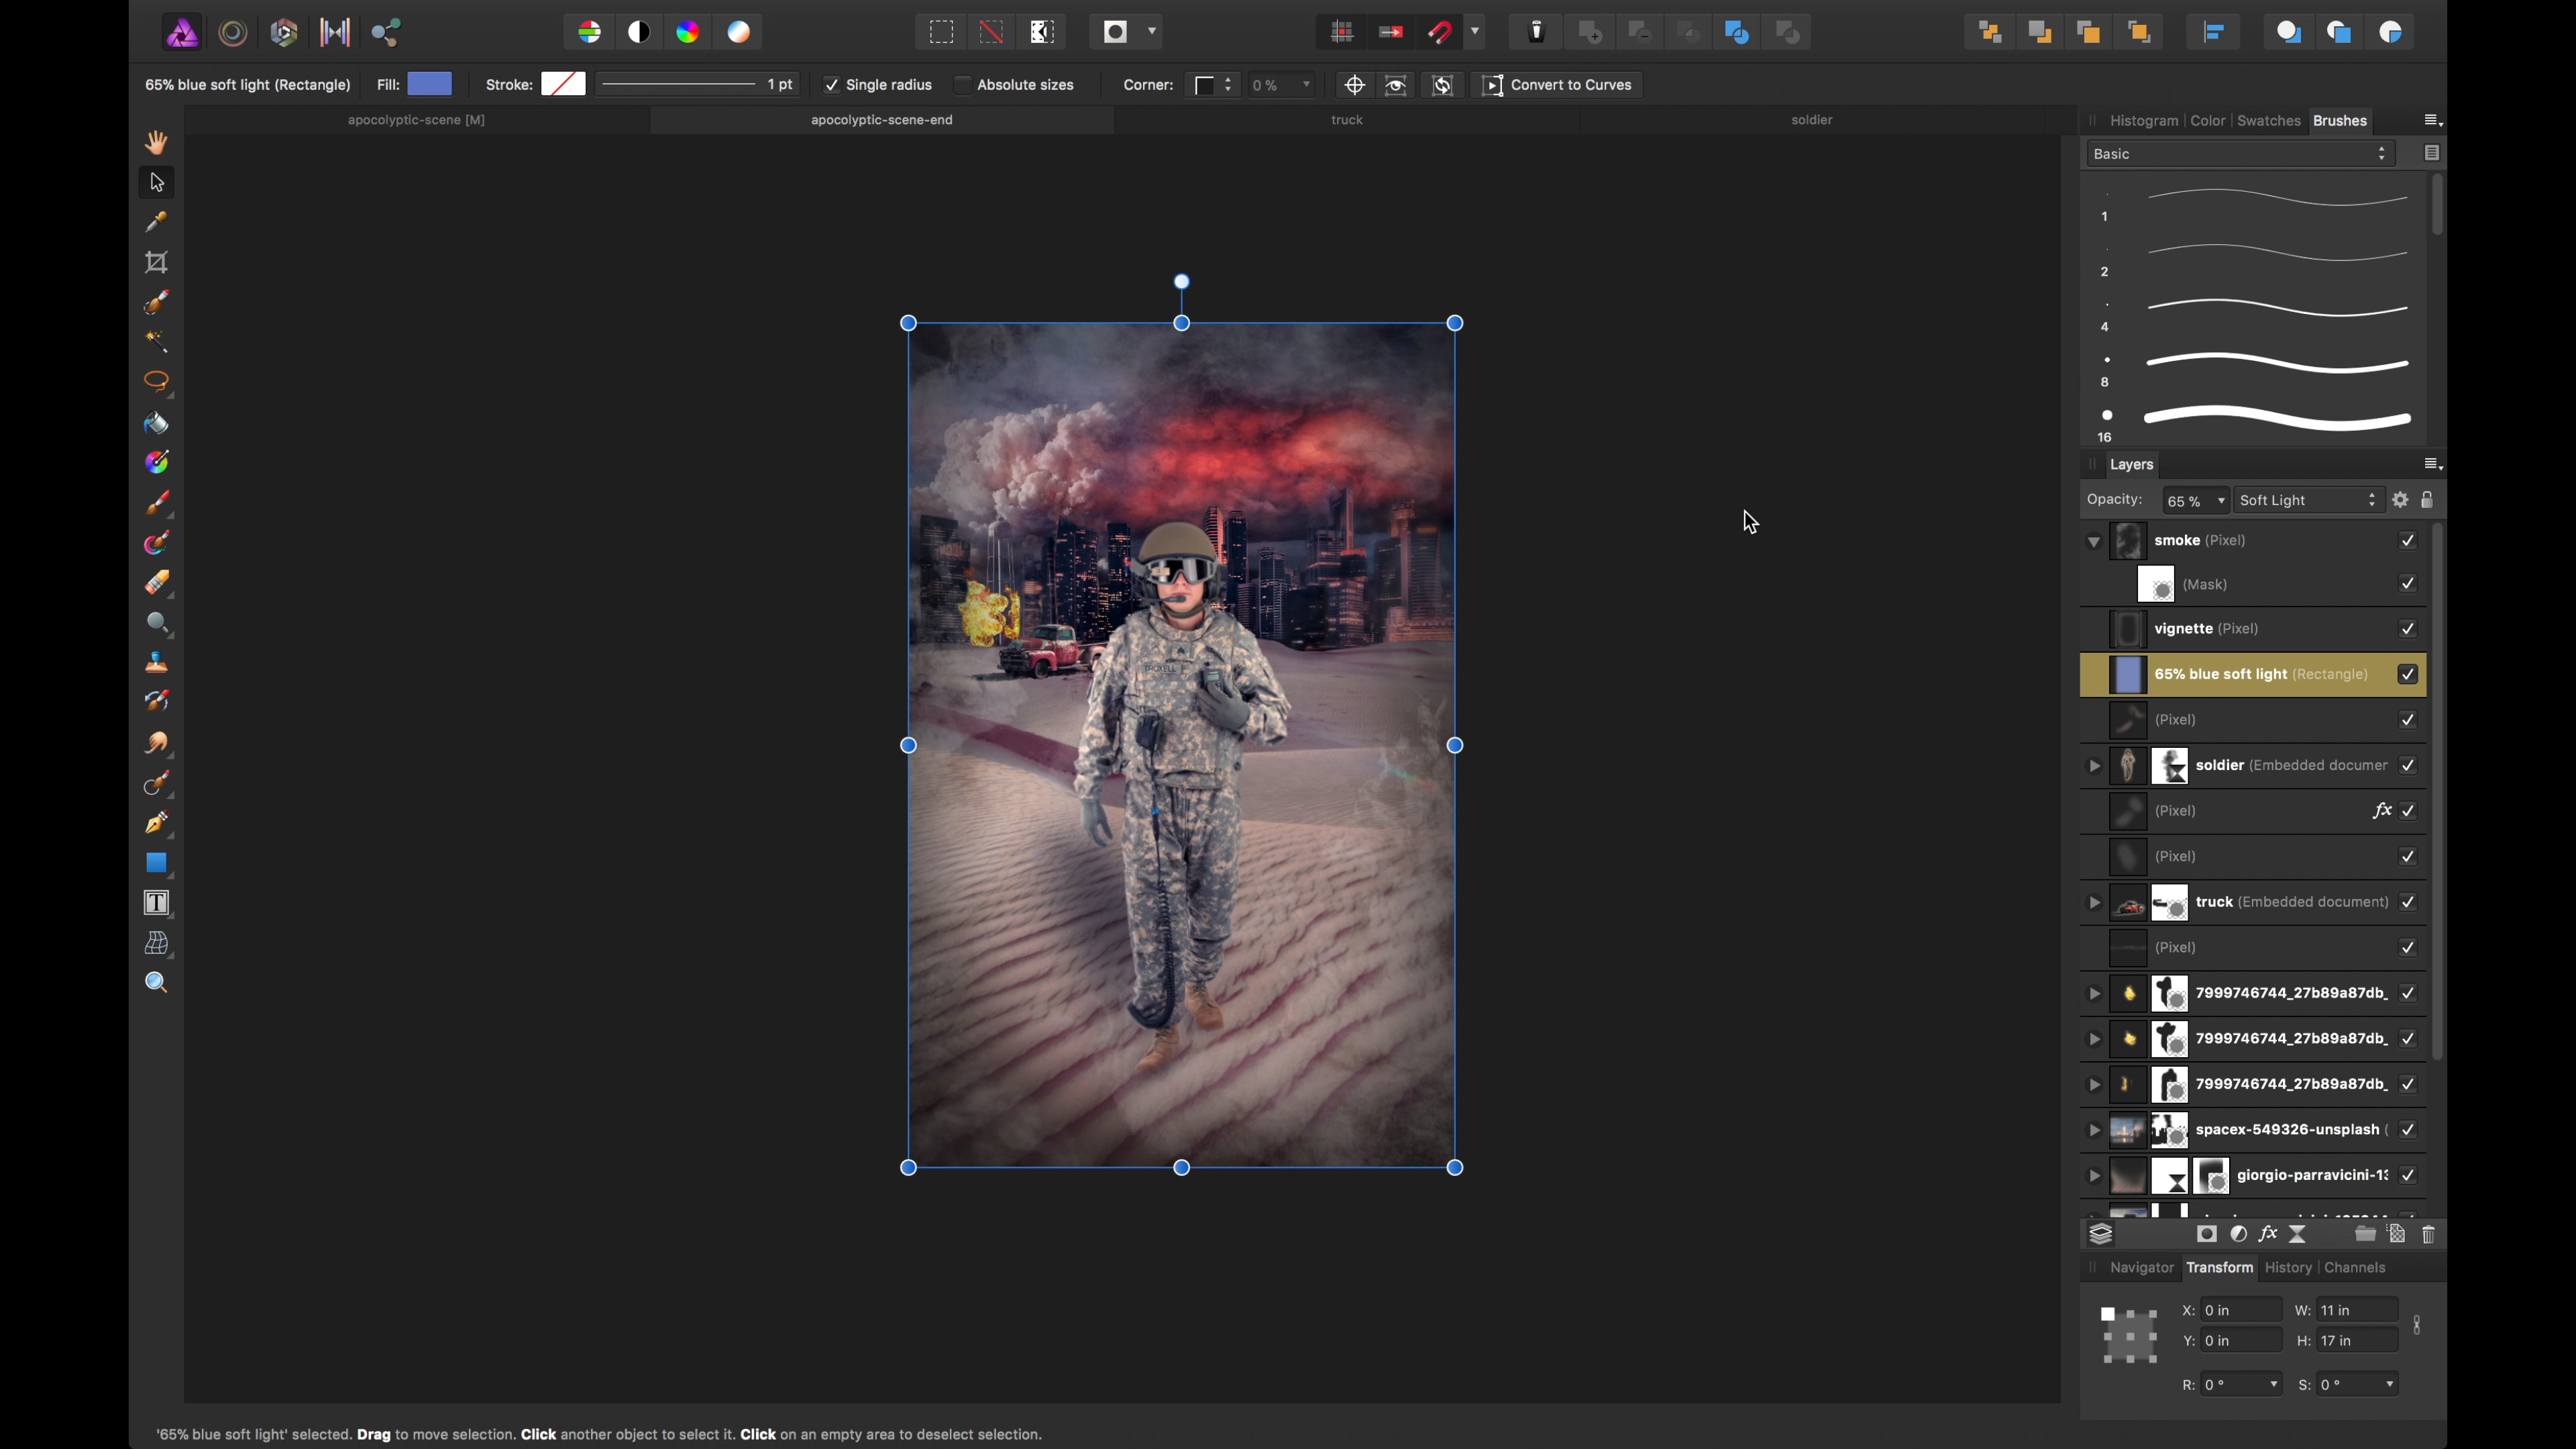 65% blue soft light (Rectangle) Fill: Stroke: 1 pt Single radius Absolute sizes Corner: 0 % Convert to Curves
apocolyptic-scene [M] apocolyptic-scene-end truck soldier
Histogram Color Swatches Brushes
Basic
1
2
4
8
16
Layers
Opacity: 65 % Soft Light
smoke (Pixel)
(Mask)
vignette (Pixel)
65% blue soft light (Rectangle)
(Pixel)
soldier (Embedded documer
(Pixel) fx
(Pixel)
truck (Embedded document)
(Pixel)
7999746744_27b89a87db_
7999746744_27b89a87db_
7999746744_27b89a87db_
spacex-549326-unsplash (
giorgio-parravicini-13
fx
Navigator Transform History Channels
X: 0 in W: 11 in
Y: 0 in H: 17 in
R: 0 ° S: 0 °
TROXELL
'65% blue soft light' selected. Drag to move selection. Click another object to select it. Click on an empty area to deselect selection.